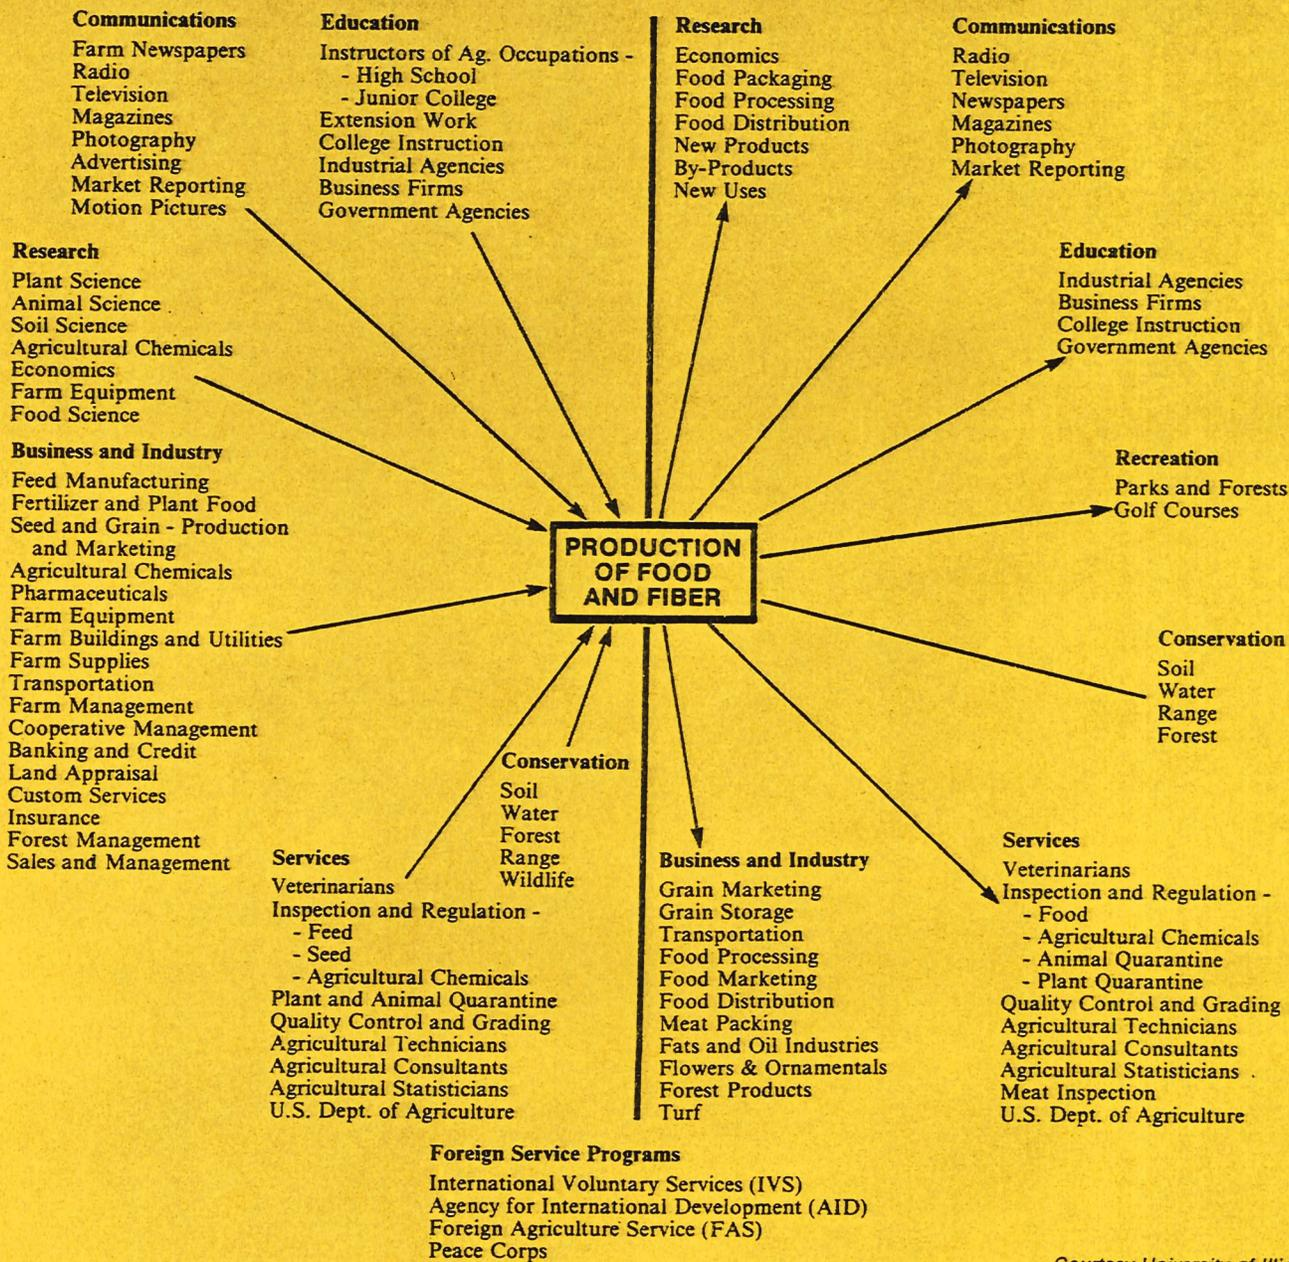 Communications
Farm Newspapers
Radio
Television
Magazines
Photography
Advertising
Market Reporting
Motion Pictures
Education
Instructors of Ag. Occupations -
- High School
- Junior College
Extension Work
College Instruction
Industrial Agencies
Business Firms
Government Agencies
Research
Economics
Food Packaging
Food Processing
Food Distribution
New Products
By-Products
New Uses
Communications
Radio
Television
Newspapers
Magazines
Photography
Market Reporting
Research
Plant Science
Animal Science
Soil Science
Agricultural Chemicals
Economics
Farm Equipment
Food Science
Education
Industrial Agencies
Business Firms
College Instruction
Government Agencies
Business and Industry
Feed Manufacturing
Fertilizer and Plant Food
Seed and Grain - Production
and Marketing
Agricultural Chemicals
Pharmaceuticals
Farm Equipment
Farm Buildings and Utilities
Farm Supplies
Transportation
Farm Management
Cooperative Management
Banking and Credit
Land Appraisal
Custom Services
Insurance
Forest Management
Sales and Management
PRODUCTION
OF FOOD
AND FIBER
Recreation
Parks and Forests
Golf Courses
Conservation
Soil
Water
Range
Forest
Services
Veterinarians
Inspection and Regulation -
- Feed
- Seed
- Agricultural Chemicals
Plant and Animal Quarantine
Quality Control and Grading
Agricultural Technicians
Agricultural Consultants
Agricultural Statisticians
U.S. Dept. of Agriculture
Conservation
Soil
Water
Forest
Range
Wildlife
Business and Industry
Grain Marketing
Grain Storage
Transportation
Food Processing
Food Marketing
Food Distribution
Meat Packing
Fats and Oil Industries
Flowers & Ornamentals
Forest Products
Turf
Services
Veterinarians
Inspection and Regulation -
- Food
- Agricultural Chemicals
- Animal Quarantine
- Plant Quarantine
Quality Control and Grading
Agricultural Technicians
Agricultural Consultants
Agricultural Statisticians
Meat Inspection
U.S. Dept. of Agriculture
Foreign Service Programs
International Voluntary Services (IVS)
Agency for International Development (AID)
Foreign Agriculture Service (FAS)
Peace Corps